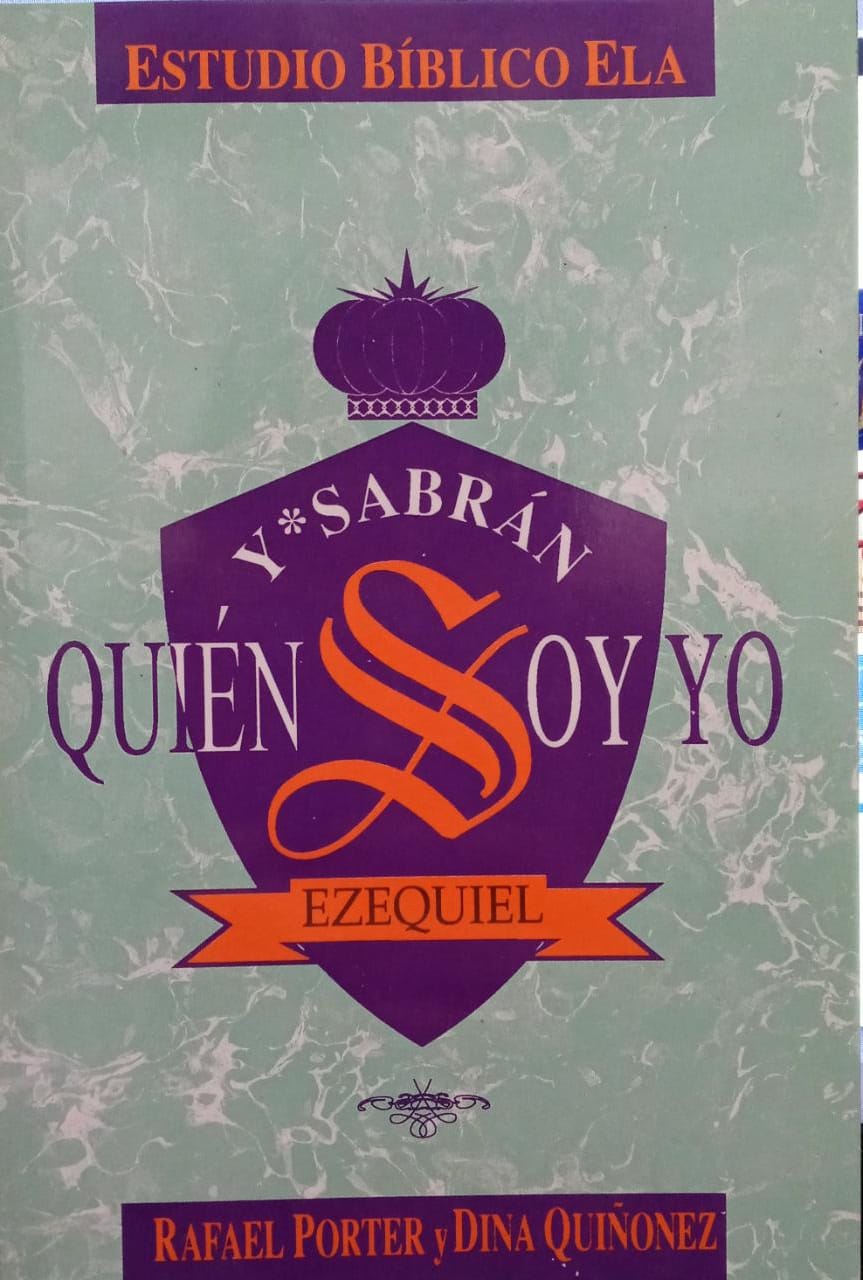 ESTUDIO BÍBLICO ELA
Y*SABRÁN
QUIÉN SOY YO
EZEQUIEL
RAFAEL PORTER y DINA QUIÑONEZ